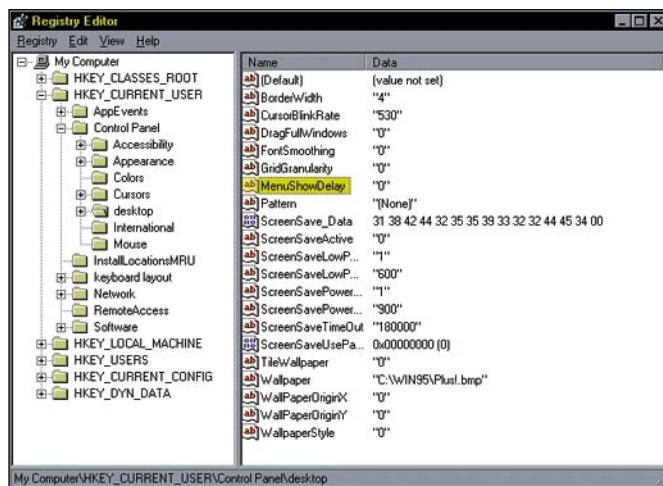 Registry Editor
Registry Edit View Help
My Computer
HKEY_CLASSES_ROOT
HKEY_CURRENT_USER
AppEvents
Control Panel
Accessibility
Appearance
Colors
Cursors
desktop
International
Mouse
InstallLocationsMRU
keyboard layout
Network
RemoteAccess
Software
HKEY_LOCAL_MACHINE
HKEY_USERS
HKEY_CURRENT_CONFIG
HKEY_DYN_DATA
Name Data
(Default) (value not set)
BorderWidth "4"
CursorBlinkRate "530"
DragFullWindows "0"
FontSmoothing "0"
GridGranularity "0"
MenuShowDelay "0"
Pattern "(None)"
ScreenSave_Data 31 38 42 44 32 35 35 39 33 32 32 44 45 34 00
ScreenSaveActive "0"
ScreenSaveLowP... "1"
ScreenSaveLowP... "600"
ScreenSavePower... "1"
ScreenSavePower... "900"
ScreenSaveTimeOut "180000"
ScreenSaveUsePa... 0x00000000 (0)
TileWallpaper "0"
Wallpaper "C:\WIN95\Plus!.bmp"
WallPaperOriginX "0"
WallPaperOriginY "0"
WallpaperStyle "0"
My Computer\HKEY_CURRENT_USER\Control Panel\desktop